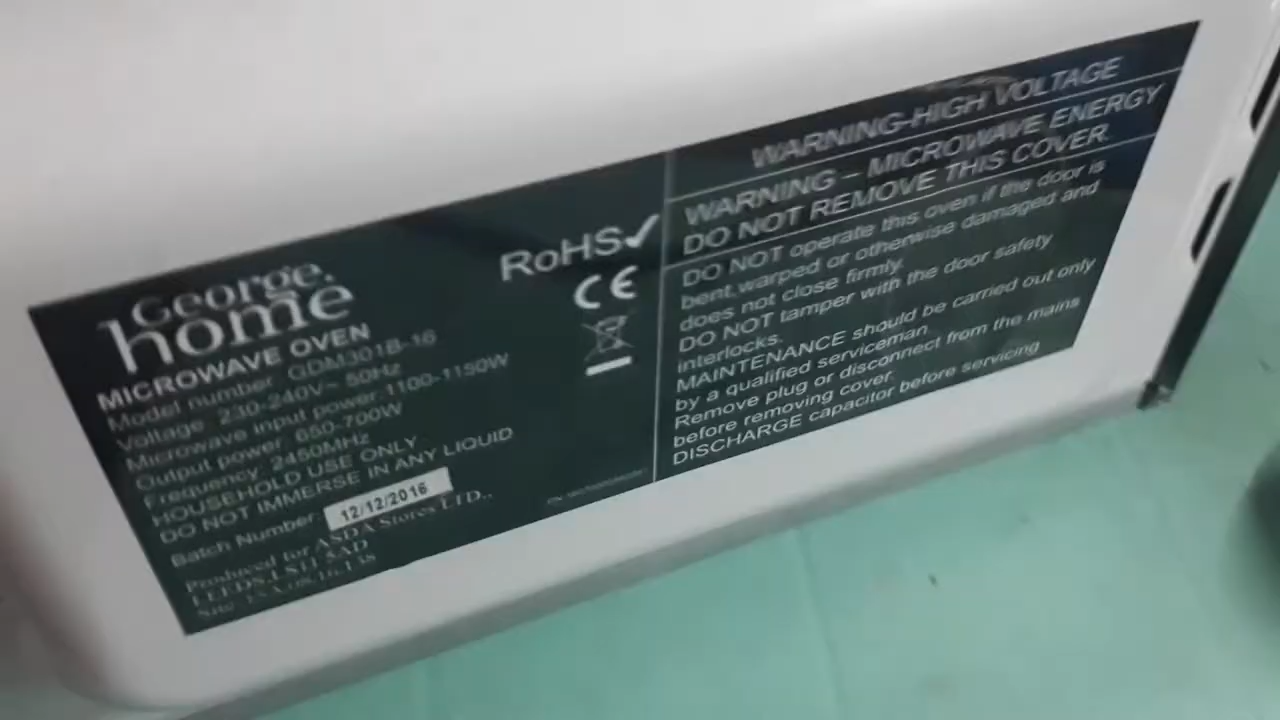 George.
home
MICROWAVE OVEN
Model number: GDM301B-16
Voltage: 230-240V~ 50Hz
Microwave input power: 1100-1150W
Output power: 650-700W
Frequency: 2450MHz
HOUSEHOLD USE ONLY
DO NOT IMMERSE IN ANY LIQUID
Batch Number: 12/12/2016
Produced for ASDA Stores LTD.,
LEEDS, LS11 5AD
RoHS✓
CE
WARNING-HIGH VOLTAGE
WARNING – MICROWAVE ENERGY
DO NOT REMOVE THIS COVER.
DO NOT operate this oven if the door is
bent,warped or otherwise damaged and
does not close firmly.
DO NOT tamper with the door safety
interlocks.
MAINTENANCE should be carried out only
by a qualified serviceman.
Remove plug or disconnect from the mains
before removing cover.
DISCHARGE capacitor before servicing